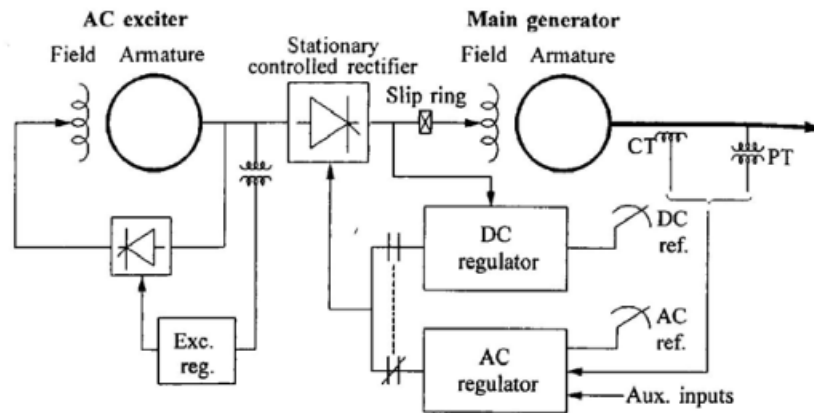 AC exciter
Main generator
Field
Armature
Stationary
controlled rectifier
Slip ring
Field
Armature
CT
PT
DC
regulator
DC
ref.
Exc.
reg.
AC
regulator
AC
ref.
Aux. inputs